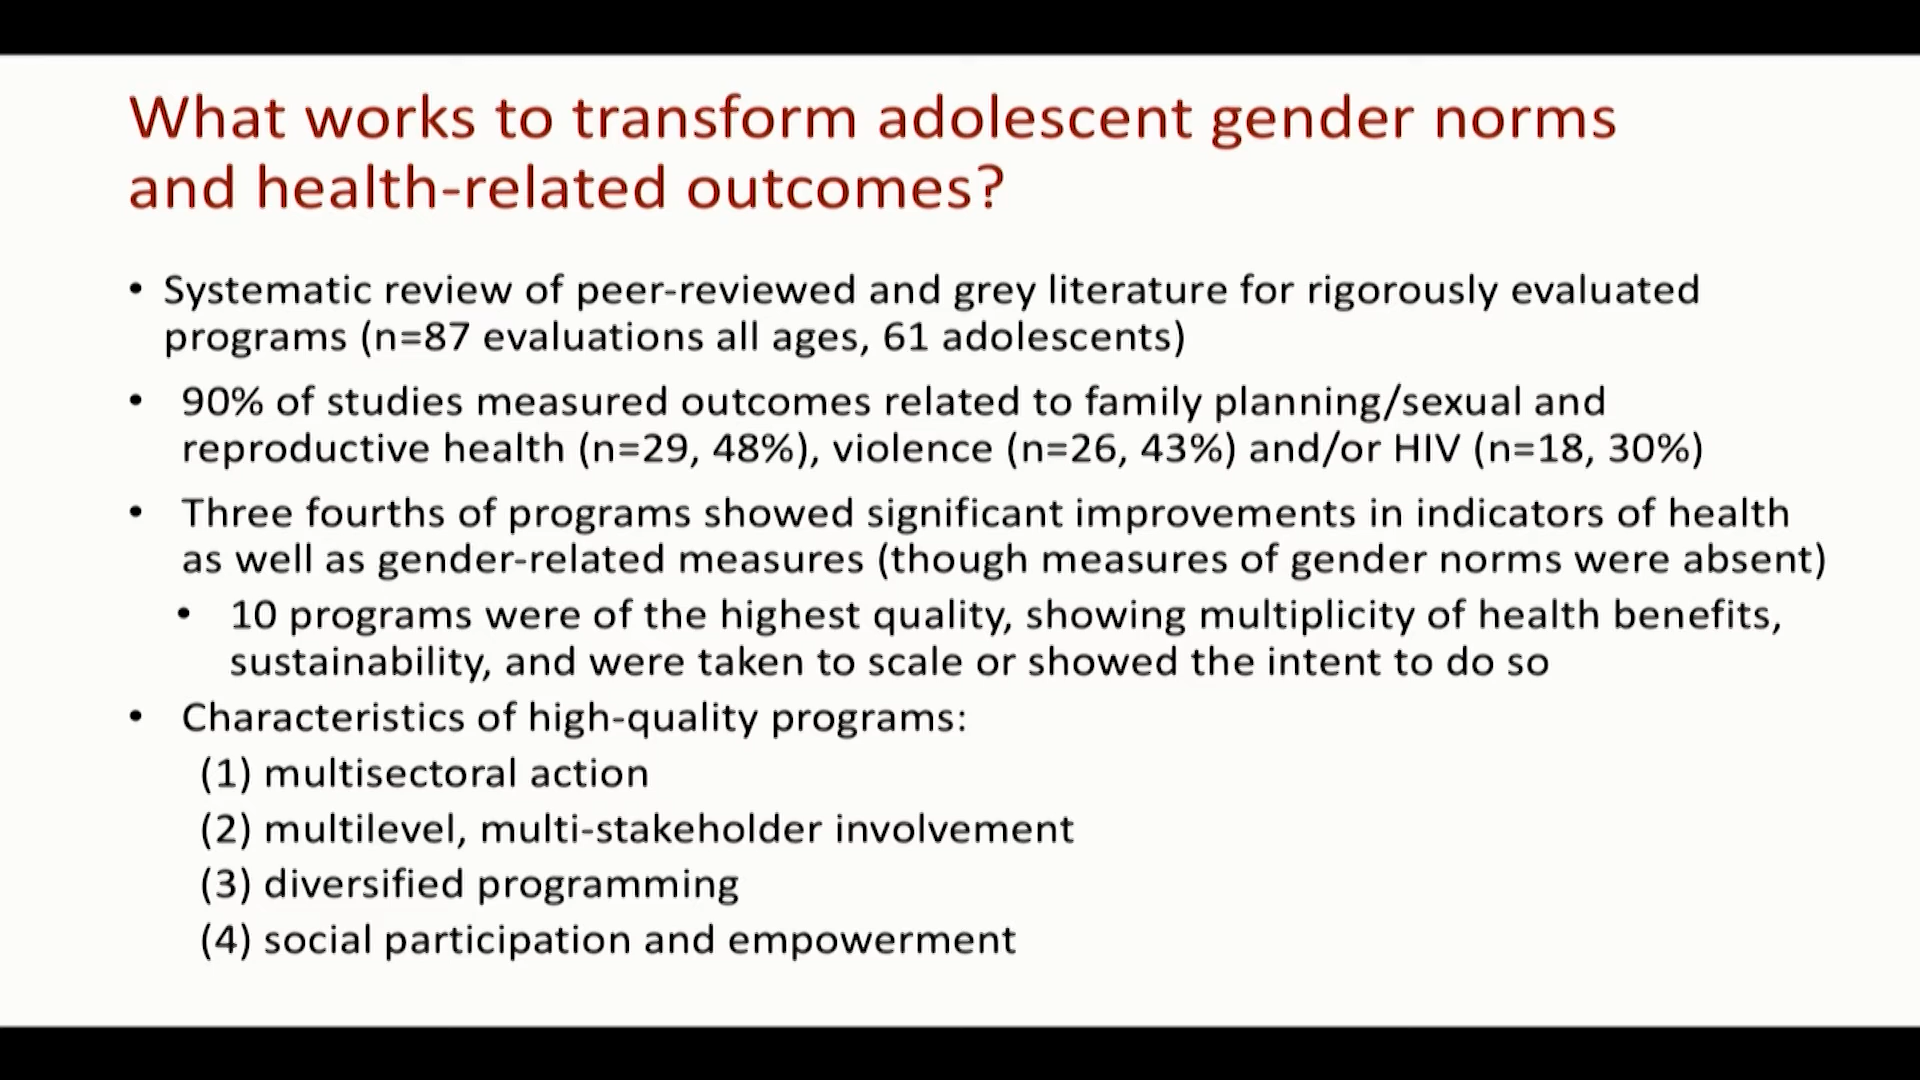 What works to transform adolescent gender norms
and health-related outcomes?
• Systematic review of peer-reviewed and grey literature for rigorously evaluated
programs (n=87 evaluations all ages, 61 adolescents)
• 90% of studies measured outcomes related to family planning/sexual and
reproductive health (n=29, 48%), violence (n=26, 43%) and/or HIV (n=18, 30%)
• Three fourths of programs showed significant improvements in indicators of health
as well as gender-related measures (though measures of gender norms were absent)
• 10 programs were of the highest quality, showing multiplicity of health benefits,
sustainability, and were taken to scale or showed the intent to do so
• Characteristics of high-quality programs:
(1) multisectoral action
(2) multilevel, multi-stakeholder involvement
(3) diversified programming
(4) social participation and empowerment